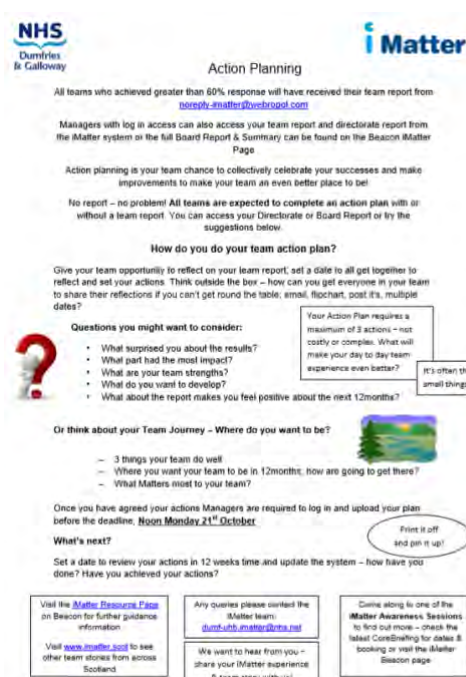 NHS
Dumfries
& Galloway
i Matter
Action Planning
All teams who achieved greater than 60% response will have received their team report from
noreply-imatter@webropol.com
Managers with log in access can also access your team report and directorate report from
the iMatter system or the full Board Report & Summary can be found on the Beacon iMatter
Page
Action planning is your team chance to collectively celebrate your successes and make
improvements to make your team an even better place to be!
No report – no problem! All teams are expected to complete an action plan with or
without a team report. You can access your Directorate or Board Report or try the
suggestions below.
How do you do your team action plan?
Give your team opportunity to reflect on your team report, set a date to all get together to
reflect and set your actions. Think outside the box – how can you get everyone in your team
to share their reflections if you can't get round the table; email, flipchart, post it's, multiple
dates?
Your Action Plan requires a
maximum of 3 actions – not
costly or complex. What will
make your day to day team
experience even better?
It's often th
small things
Questions you might want to consider:
• What surprised you about the results?
• What part had the most impact?
• What are your team strengths?
• What do you want to develop?
• What about the report makes you feel positive about the next 12months?
Or think about your Team Journey – Where do you want to be?
– 3 things your team do well
– Where you want your team to be in 12months, how are going to get there?
– What Matters most to your team?
Once you have agreed your actions Managers are required to log in and upload your plan
before the deadline, Noon Monday 21st October
Print it off
and pin it up!
What's next?
Set a date to review your actions in 12 weeks time and update the system – how have you
done? Have you achieved your actions?
Visit the iMatter Resource Page
on Beacon for further guidance
information
Visit www.imatter.scot to see
other team stories from across
Scotland
Any queries please contact the
iMatter team:
dumf-uhb.imatter@nhs.net
We want to hear from you –
share your iMatter experience
Come along to one of the
iMatter Awareness Sessions
to find out more – check the
latest CoreBriefing for dates &
booking or visit the iMatter
Beacon page